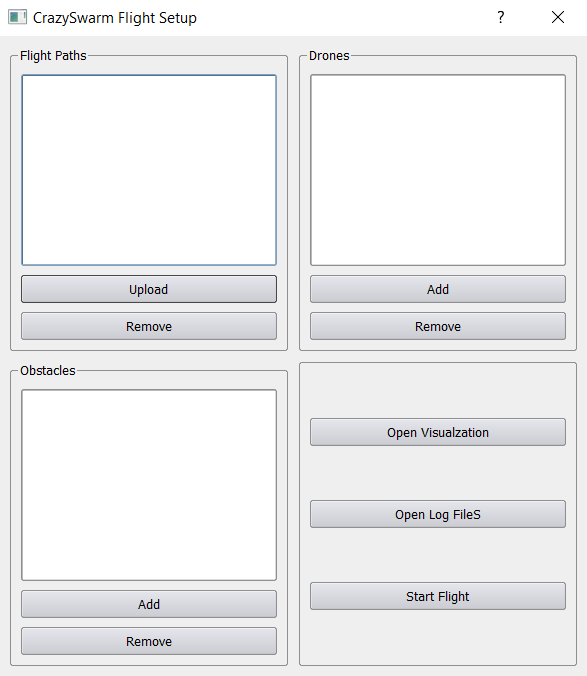 CrazySwarm Flight Setup
?
Flight Paths
Upload
Remove
Drones
Add
Remove
Obstacles
Add
Remove
Open Visualzation
Open Log FileS
Start Flight